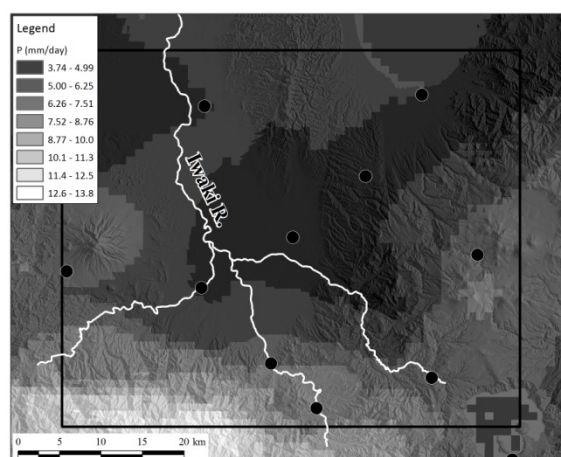 Legend
P (mm/day)
3.74 - 4.99
5.00 - 6.25
6.26 - 7.51
7.52 - 8.76
8.77 - 10.0
10.1 - 11.3
11.4 - 12.5
12.6 - 13.8
Iwaki R.
0 5 10 15 20 km